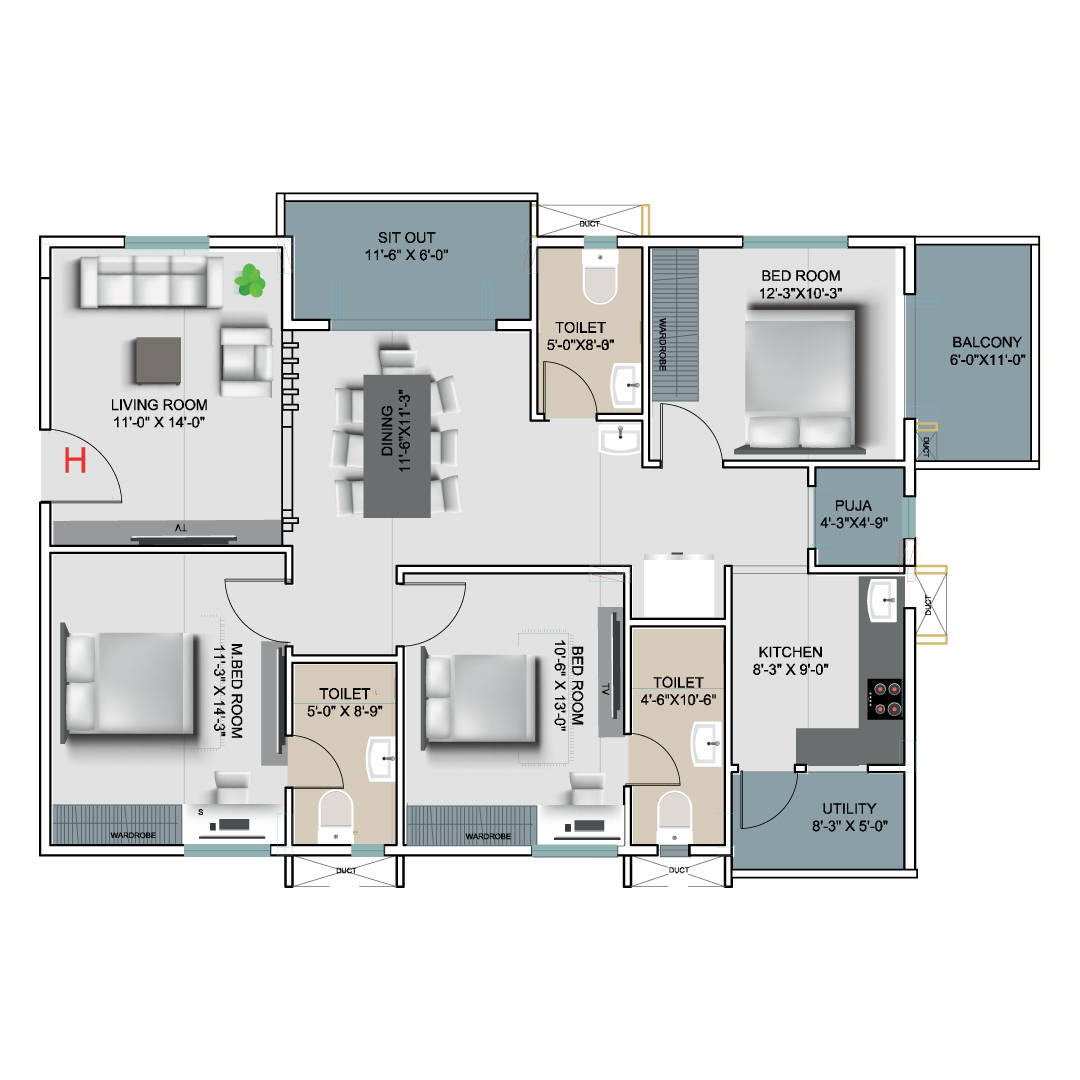 DUCT
SIT OUT
11'-6" X 6'-0"
BED ROOM
12'-3"X10'-3"
TOILET
5'-0"X8'-0"
WARDROBE
BALCONY
6'-0"X11'-0"
LIVING ROOM
11'-0" X 14'-0"
DINING
11'-6"X11'-3"
H
DUCT
TV
PUJA
4'-3"X4'-9"
DUCT
M.BED ROOM
11'-3" X 14'-3"
BED ROOM
10'-6" X 13'-0"
TV
KITCHEN
8'-3" X 9'-0"
TOILET
5'-0" X 8'-9"
TOILET
4'-6"X10'-6"
S
WARDROBE
WARDROBE
UTILITY
8'-3" X 5'-0"
DUCT
DUCT